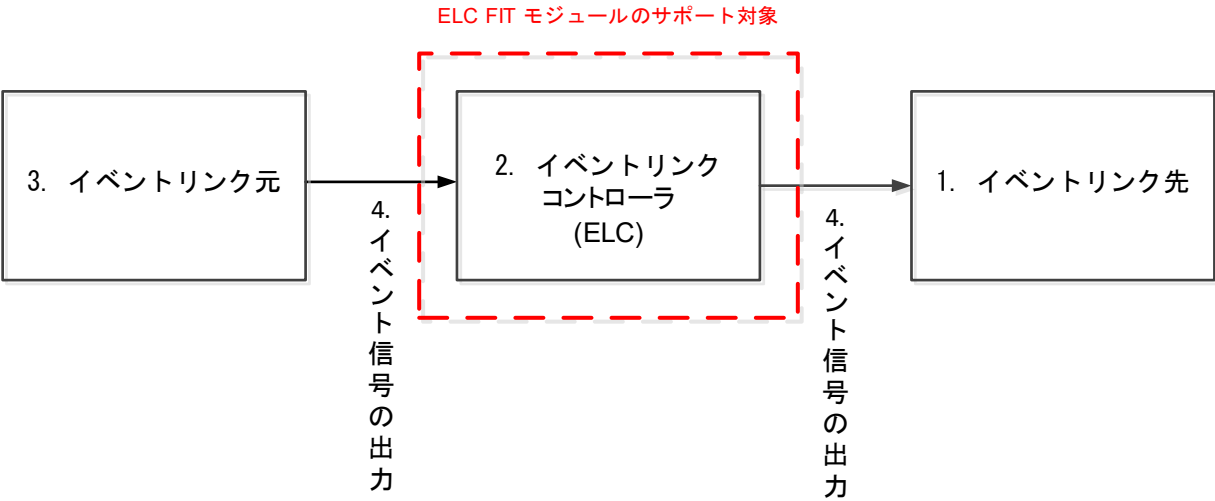 ELC FIT モジュールのサポート対象
3. イベントリンク元
4.イベント信号の出力
2. イベントリンク
コントローラ
(ELC)
4.イベント信号の出力
1. イベントリンク先